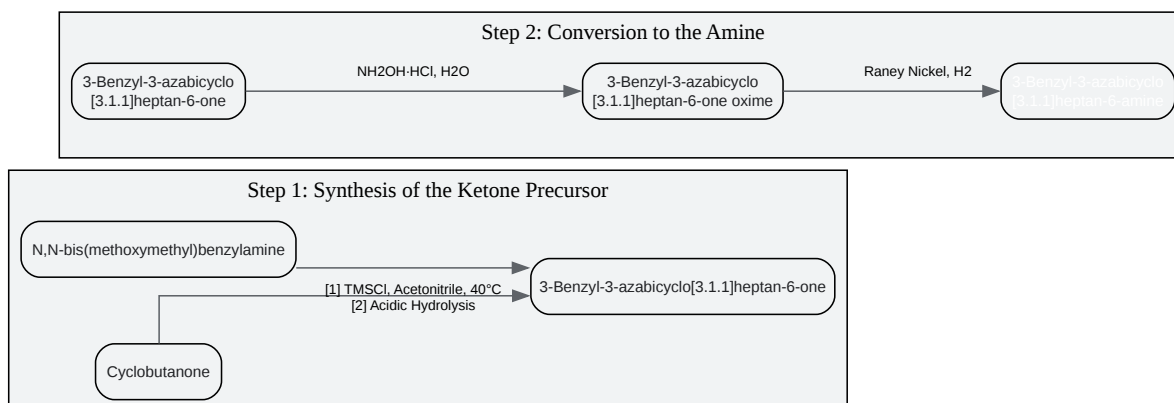 Step 2: Conversion to the Amine
3-Benzyl-3-azabicyclo
[3.1.1]heptan-6-one
NH2OH·HCl, H2O
3-Benzyl-3-azabicyclo
[3.1.1]heptan-6-one oxime
Raney Nickel, H2
3-Benzyl-3-azabicyclo
[3.1.1]heptan-6-amine
Step 1: Synthesis of the Ketone Precursor
N,N-bis(methoxymethyl)benzylamine
[1] TMSCl, Acetonitrile, 40°C
[2] Acidic Hydrolysis
3-Benzyl-3-azabicyclo[3.1.1]heptan-6-one
Cyclobutanone